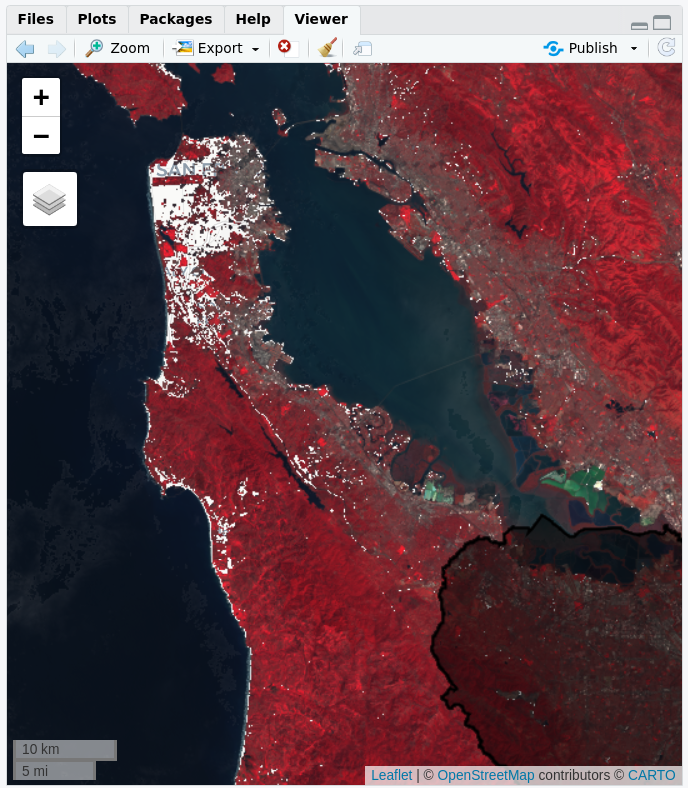 Files Plots Packages Help Viewer
Zoom Export Publish
+
−
SAN F
10 km
5 mi
Leaflet | © OpenStreetMap contributors © CARTO